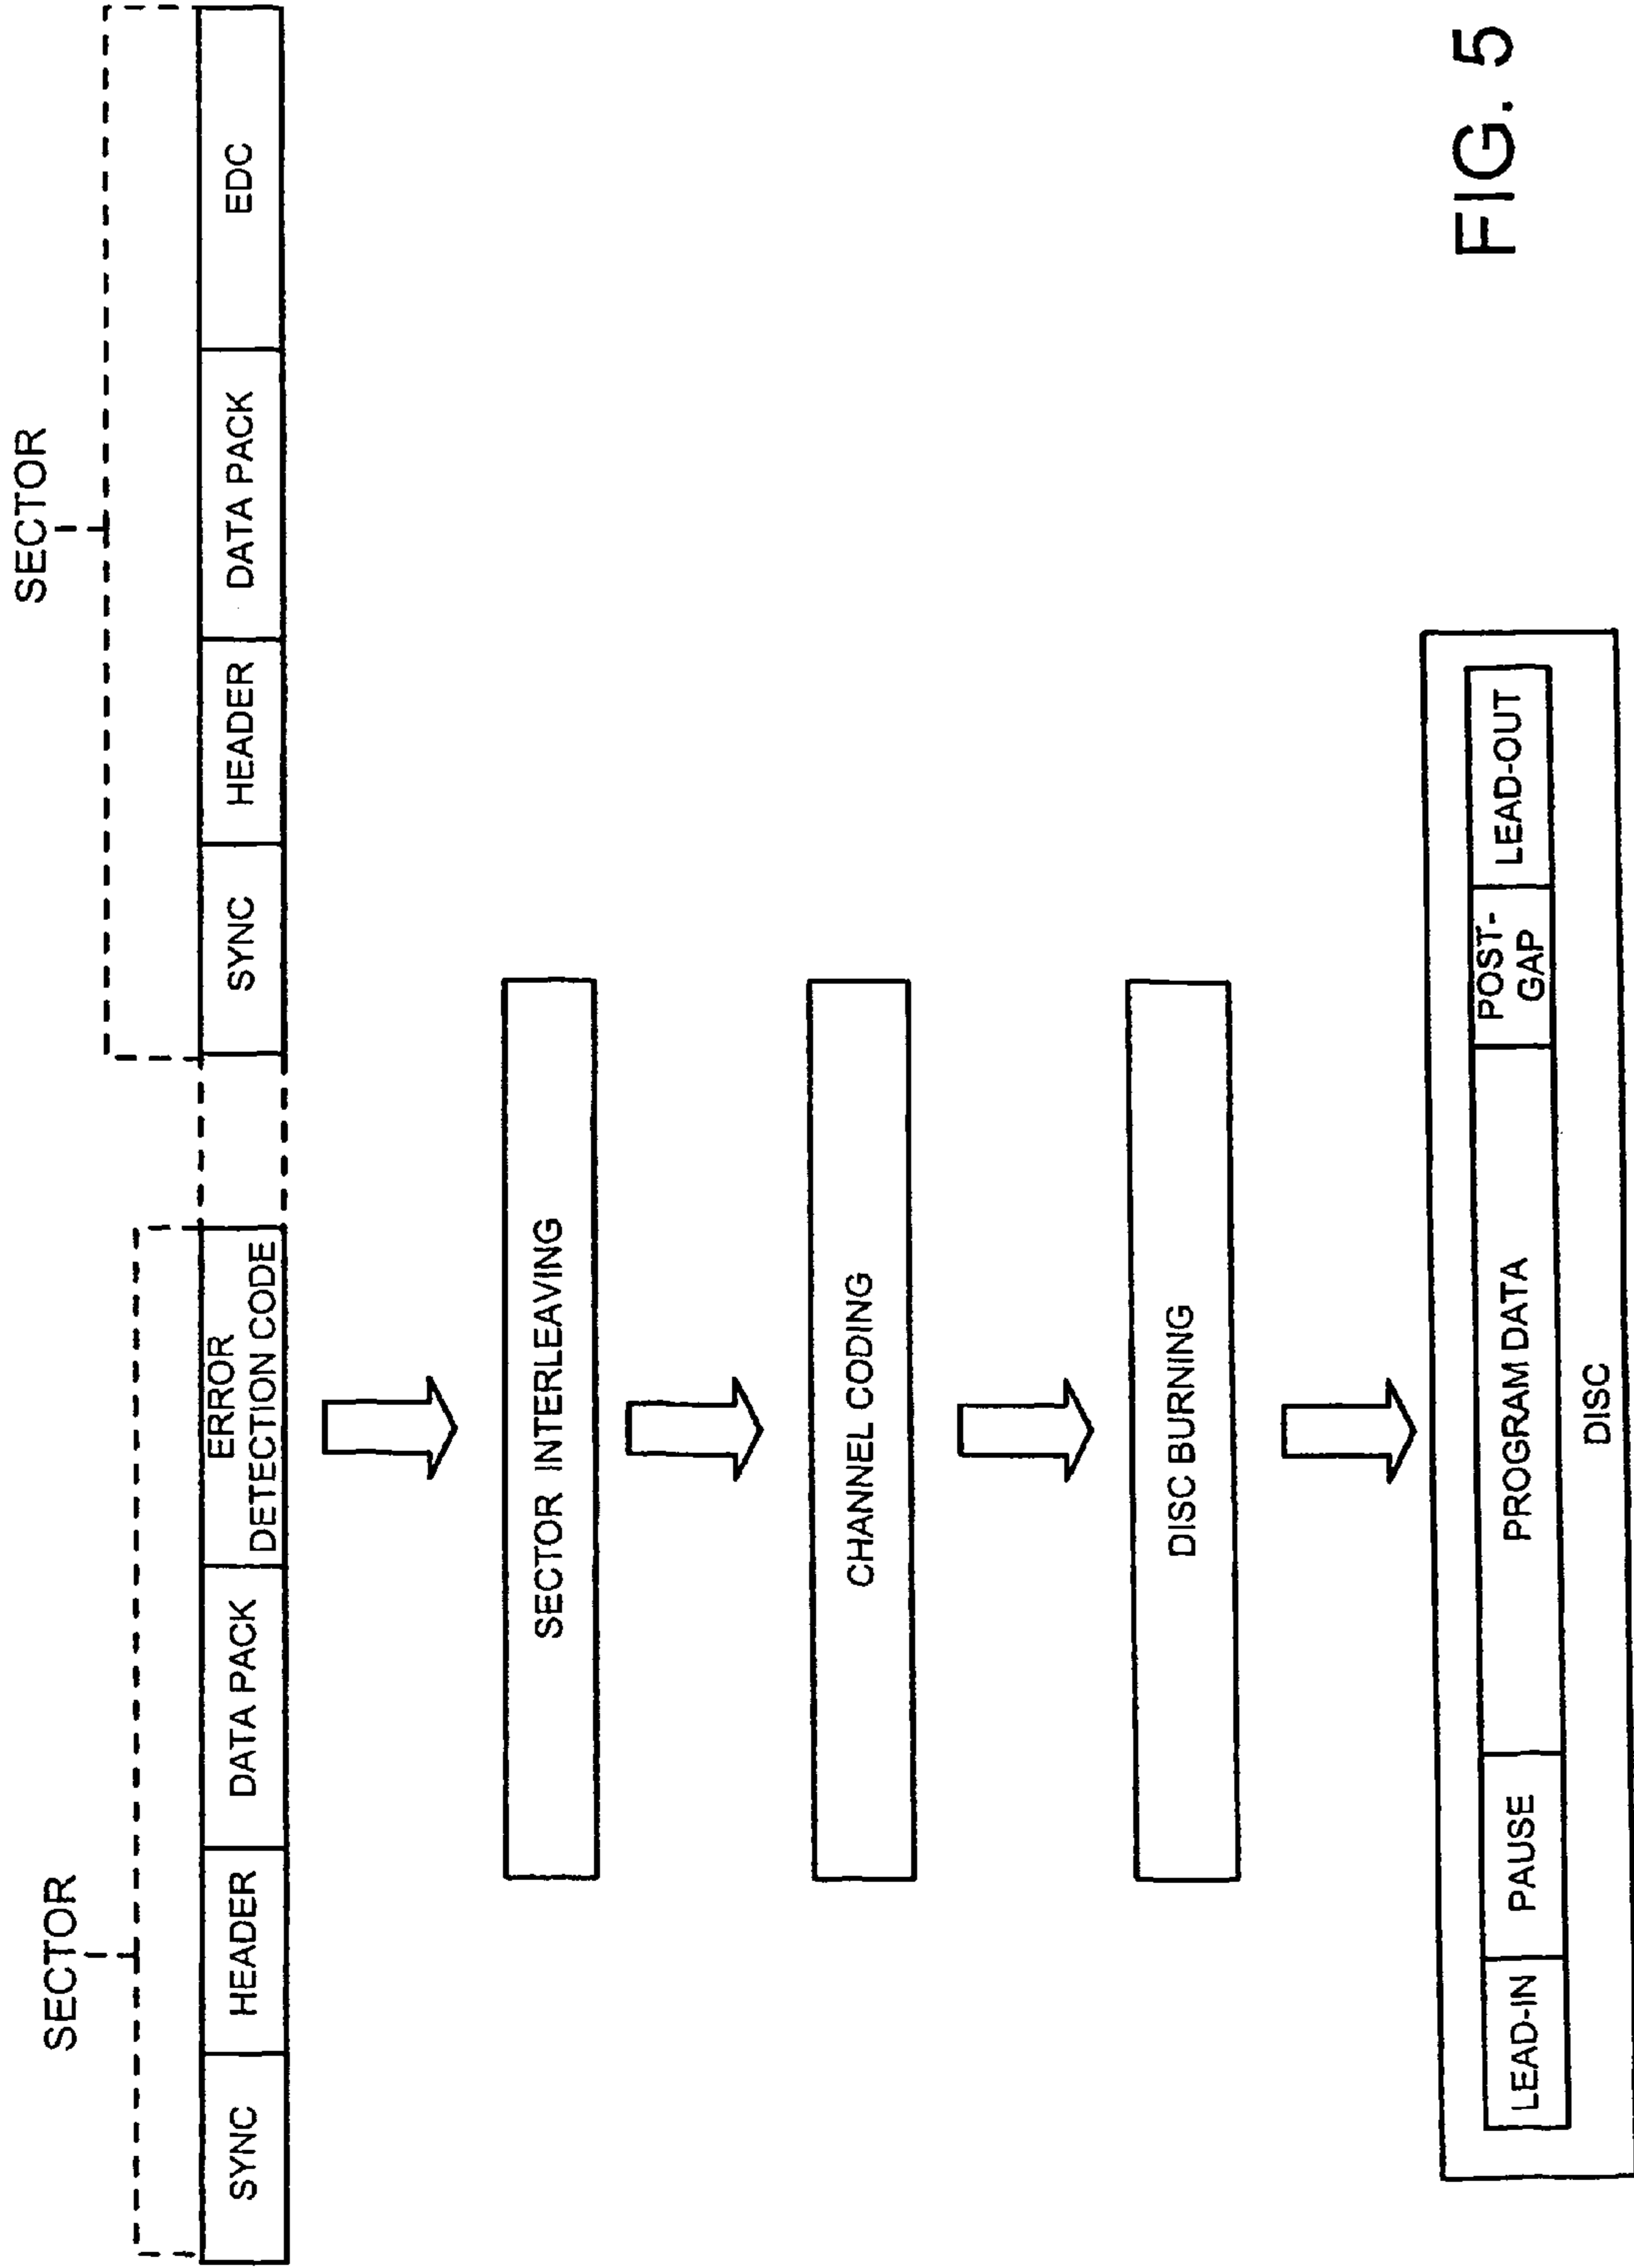 SECTOR
SECTOR
SYNC
HEADER
DATA PACK
ERROR
DETECTION CODE
SYNC
HEADER
DATA PACK
EDC
SECTOR INTERLEAVING
CHANNEL CODING
DISC BURNING
LEAD-IN
PAUSE
PROGRAM DATA
POST-
GAP
LEAD-OUT
DISC
FIG. 5